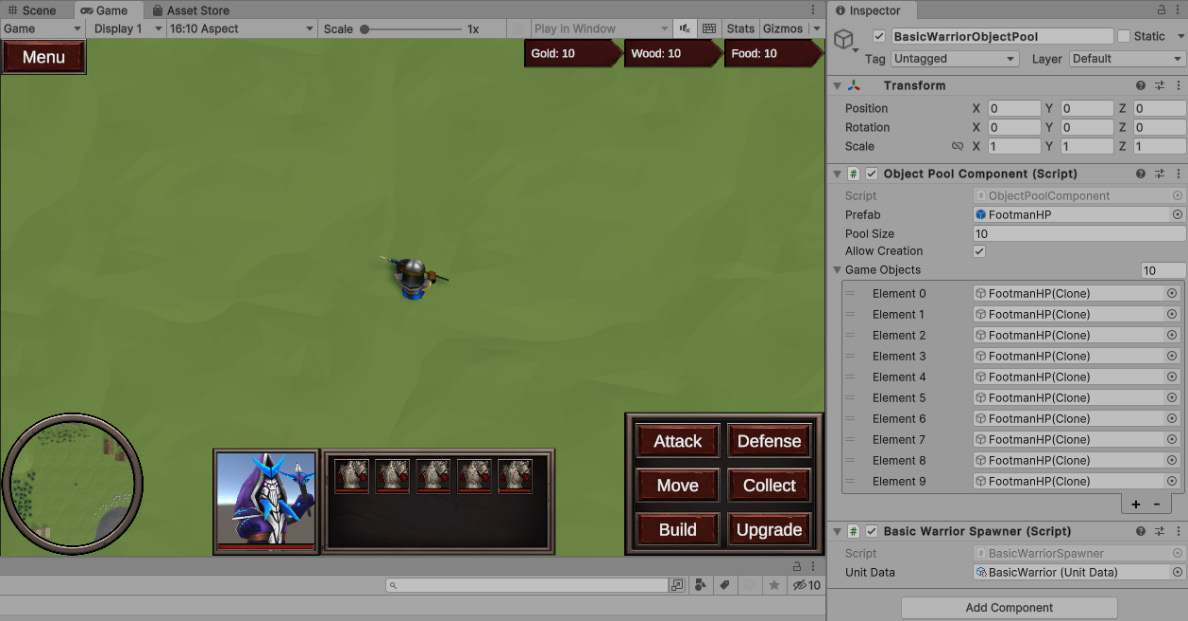 Scene Game Asset Store
Game Display 1 16:10 Aspect Scale 1x Play in Window Stats Gizmos
Menu
Gold: 10 Wood: 10 Food: 10
Attack Defense
Move Collect
Build Upgrade
10
Inspector
BasicWarriorObjectPool Static
Tag Untagged Layer Default
Transform
Position X 0 Y 0 Z 0
Rotation X 0 Y 0 Z 0
Scale X 1 Y 1 Z 1
# Object Pool Component (Script)
Script # ObjectPoolComponent
Prefab FootmanHP
Pool Size 10
Allow Creation
Game Objects 10
Element 0 FootmanHP(Clone)
Element 1 FootmanHP(Clone)
Element 2 FootmanHP(Clone)
Element 3 FootmanHP(Clone)
Element 4 FootmanHP(Clone)
Element 5 FootmanHP(Clone)
Element 6 FootmanHP(Clone)
Element 7 FootmanHP(Clone)
Element 8 FootmanHP(Clone)
Element 9 FootmanHP(Clone)
+ -
# Basic Warrior Spawner (Script)
Script # BasicWarriorSpawner
Unit Data BasicWarrior (Unit Data)
Add Component